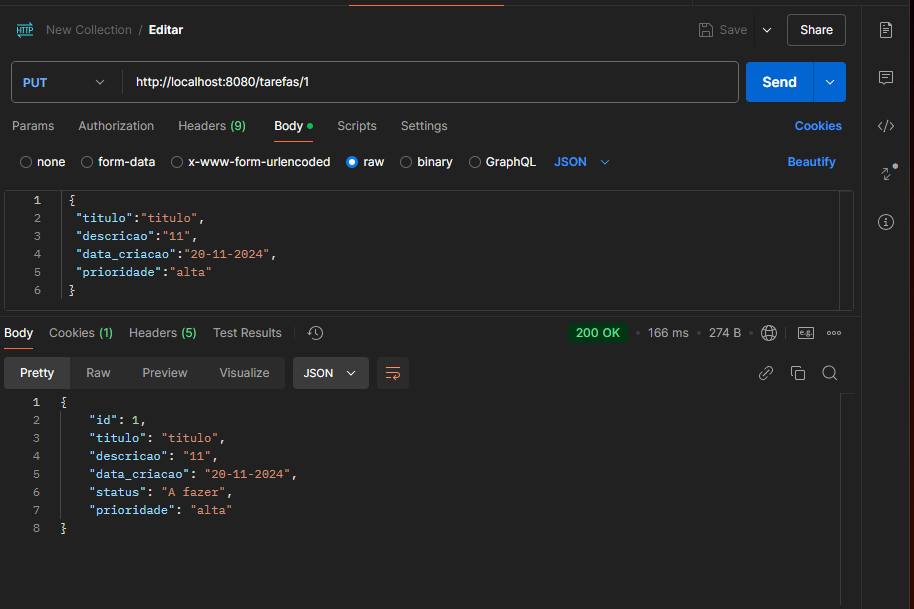 HTTP New Collection / Editar Save Share
PUT http://localhost:8080/tarefas/1 Send
Params Authorization Headers (9) Body Scripts Settings Cookies
none form-data x-www-form-urlencoded raw binary GraphQL JSON Beautify
1 {
2 "titulo":"titulo",
3 "descricao":"11",
4 "data_criacao":"20-11-2024",
5 "prioridade":"alta"
6 }
Body Cookies (1) Headers (5) Test Results 200 OK • 166 ms • 274 B • e.g.
Pretty Raw Preview Visualize JSON
1 {
2 "id": 1,
3 "titulo": "titulo",
4 "descricao": "11",
5 "data_criacao": "20-11-2024",
6 "status": "A fazer",
7 "prioridade": "alta"
8 }